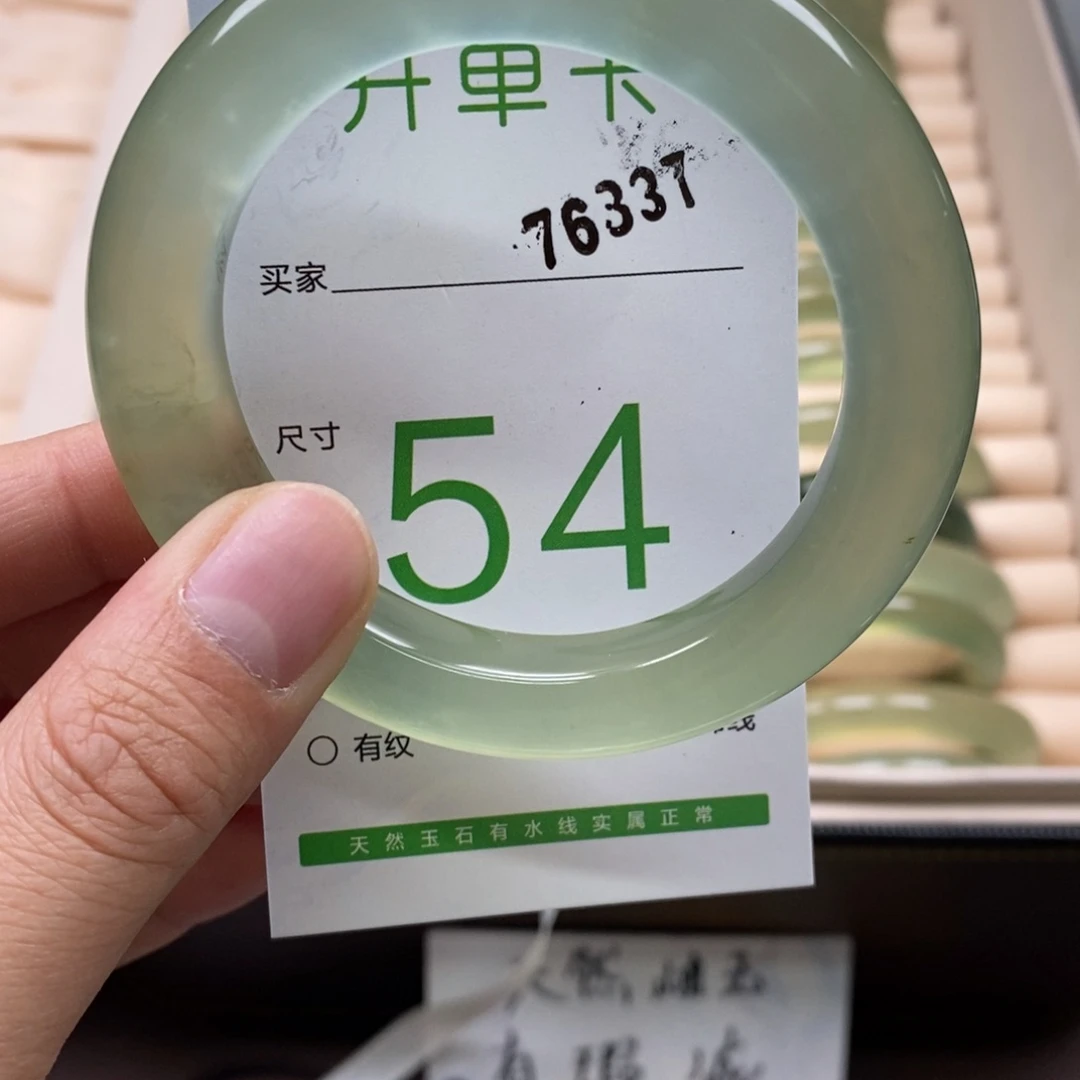 开单卡
76337
买家
尺寸 54
有纹
天然玉石有水线实属正常